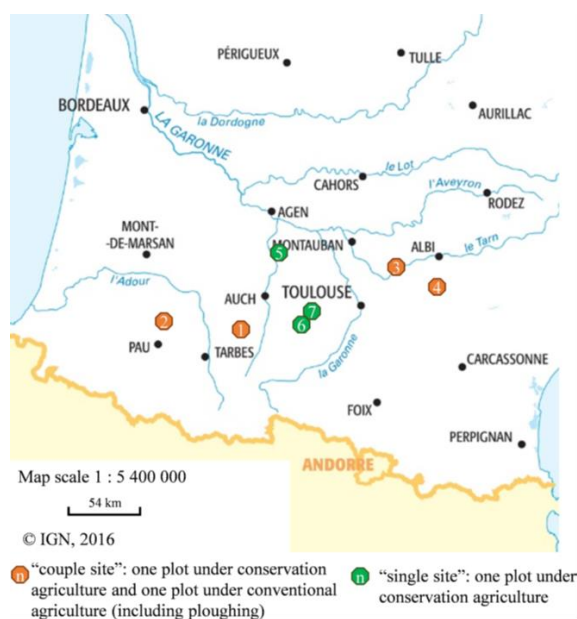 PÉRIGUEUX
TULLE
BORDEAUX
LA GARONNE
la Dordogne
AURILLAC
le Lot
CAHORS
l'Aveyron
RODEZ
AGEN
MONT-
-DE-MARSAN
MONTAUBAN
ALBI
le Tarn
5
3
l'Adour
AUCH
TOULOUSE
4
2
1
7
6
PAU
TARBES
la Garonne
CARCASSONNE
FOIX
PERPIGNAN
ANDORRE
Map scale 1 : 5 400 000
54 km
© IGN, 2016
n "couple site": one plot under conservation
agriculture and one plot under conventional
agriculture (including ploughing)
n "single site": one plot under
conservation agriculture